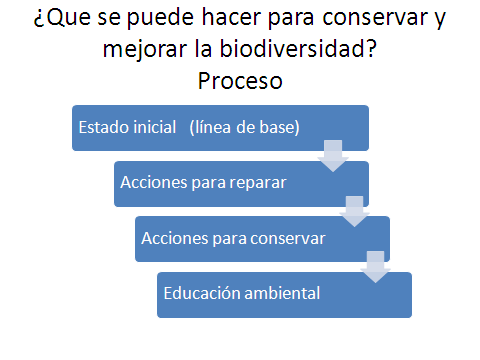 ¿Que se puede hacer para conservar y
mejorar la biodiversidad?
Proceso
Estado inicial (línea de base)
Acciones para reparar
Acciones para conservar
Educación ambiental